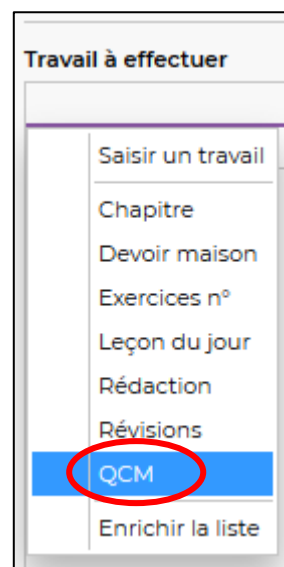 Travail à effectuer
Saisir un travail
Chapitre
Devoir maison
Exercices n°
Leçon du jour
Rédaction
Révisions
QCM
Enrichir la liste